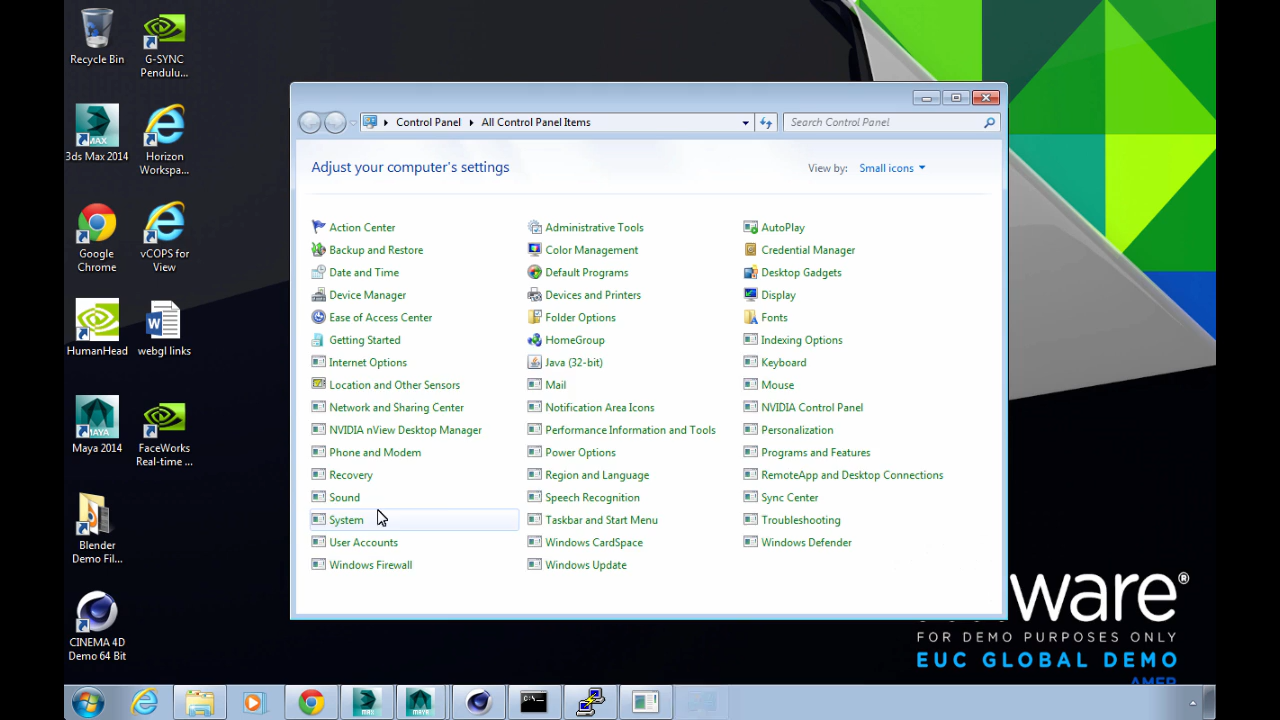 Recycle Bin
G-SYNC
Pendulu...
3ds Max 2014
Horizon
Workspa...
Google
Chrome
vCOPS for
View
HumanHead
webgl links
Maya 2014
FaceWorks
Real-time ...
Blender
Demo Fil...
CINEMA 4D
Demo 64 Bit
Control Panel
All Control Panel Items
Search Control Panel
Adjust your computer's settings
View by: Small icons
Action Center
Administrative Tools
AutoPlay
Backup and Restore
Color Management
Credential Manager
Date and Time
Default Programs
Desktop Gadgets
Device Manager
Devices and Printers
Display
Ease of Access Center
Folder Options
Fonts
Getting Started
HomeGroup
Indexing Options
Internet Options
Java (32-bit)
Keyboard
Location and Other Sensors
Mail
Mouse
Network and Sharing Center
Notification Area Icons
NVIDIA Control Panel
NVIDIA nView Desktop Manager
Performance Information and Tools
Personalization
Phone and Modem
Power Options
Programs and Features
Recovery
Region and Language
RemoteApp and Desktop Connections
Sound
Speech Recognition
Sync Center
System
Taskbar and Start Menu
Troubleshooting
User Accounts
Windows CardSpace
Windows Defender
Windows Firewall
Windows Update
ware®
FOR DEMO PURPOSES ONLY
EUC GLOBAL DEMO
AMER